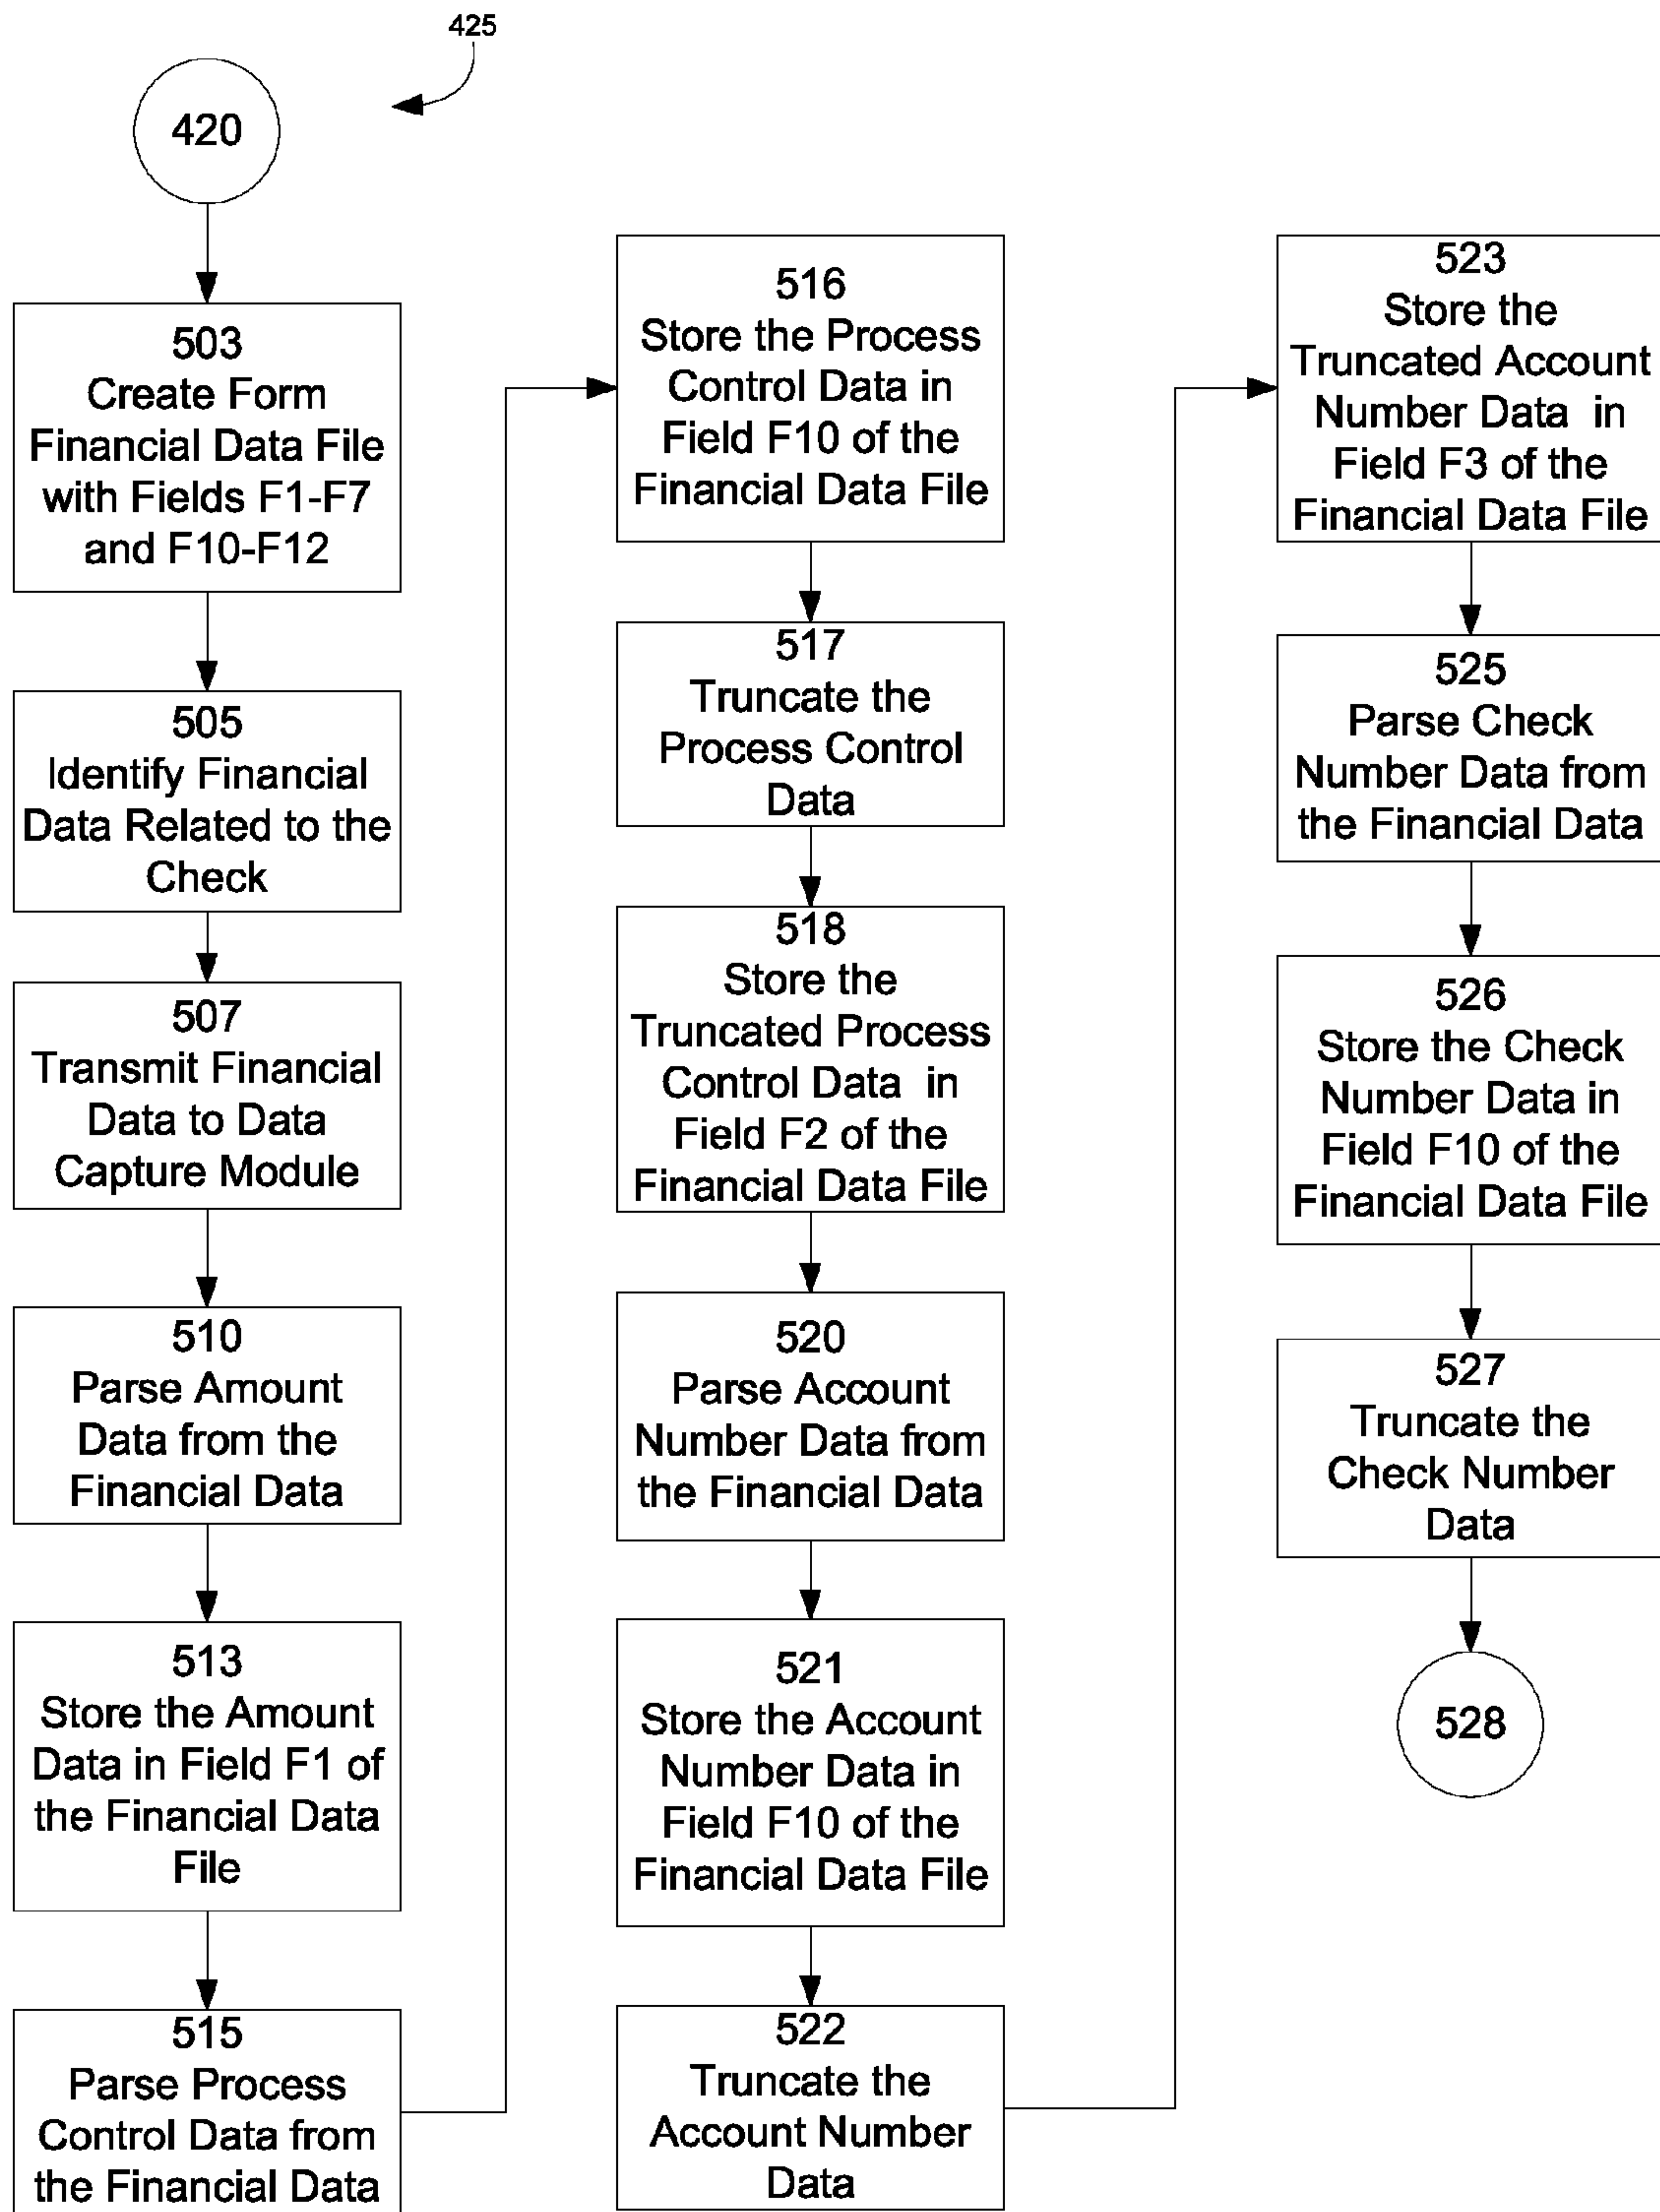 425
420
503
Create Form
Financial Data File
with Fields F1-F7
and F10-F12
505
Identify Financial
Data Related to the
Check
507
Transmit Financial
Data to Data
Capture Module
510
Parse Amount
Data from the
Financial Data
513
Store the Amount
Data in Field F1 of
the Financial Data
File
515
Parse Process
Control Data from
the Financial Data
516
Store the Process
Control Data in
Field F10 of the
Financial Data File
517
Truncate the
Process Control
Data
518
Store the
Truncated Process
Control Data in
Field F2 of the
Financial Data File
520
Parse Account
Number Data from
the Financial Data
521
Store the Account
Number Data in
Field F10 of the
Financial Data File
522
Truncate the
Account Number
Data
523
Store the
Truncated Account
Number Data in
Field F3 of the
Financial Data File
525
Parse Check
Number Data from
the Financial Data
526
Store the Check
Number Data in
Field F10 of the
Financial Data File
527
Truncate the
Check Number
Data
528